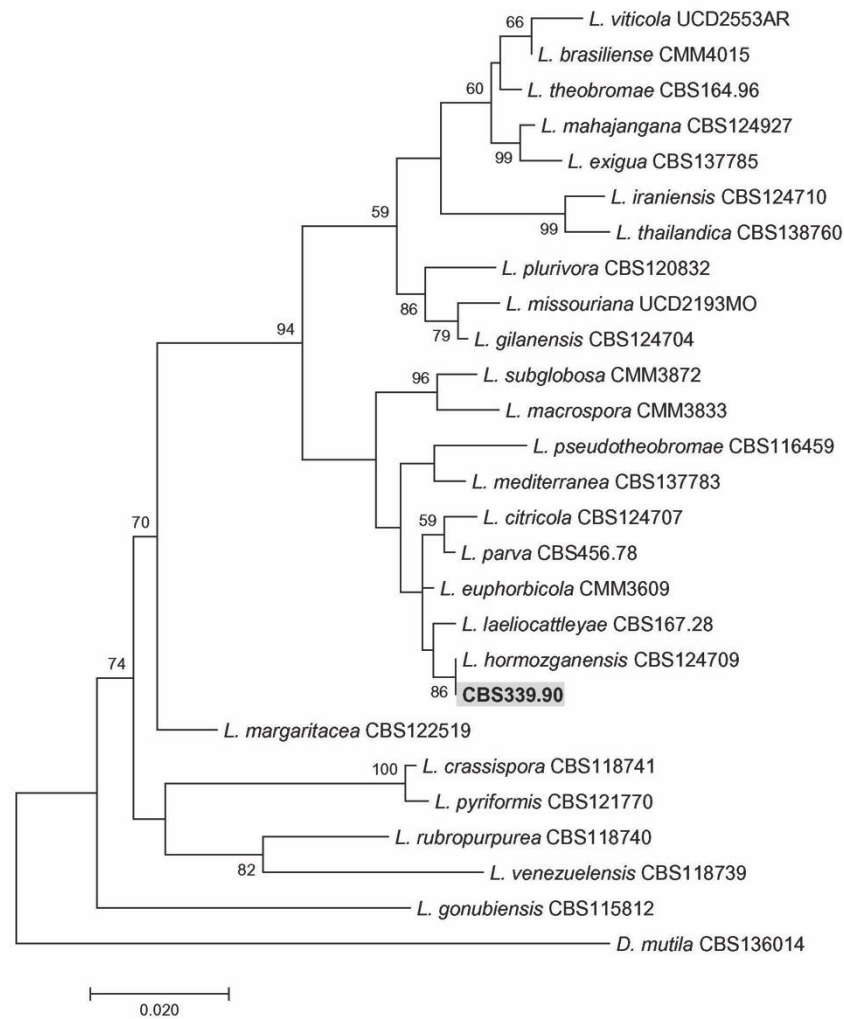 66
L. viticola UCD2553AR
L. brasiliense CMM4015
60
L. theobromae CBS164.96
L. mahajangana CBS124927
99
L. exigua CBS137785
L. iraniensis CBS124710
99
L. thailandica CBS138760
59
L. plurivora CBS120832
86
L. missouriana UCD2193MO
79
L. gilanensis CBS124704
94
96
L. subglobosa CMM3872
L. macrospora CMM3833
L. pseudotheobromae CBS116459
L. mediterranea CBS137783
59
L. citricola CBS124707
70
L. parva CBS456.78
L. euphorbicola CMM3609
L. laeliocattleyae CBS167.28
74
L. hormozganensis CBS124709
86
CBS339.90
L. margaritacea CBS122519
100
L. crassispora CBS118741
L. pyriformis CBS121770
L. rubropurpurea CBS118740
82
L. venezuelensis CBS118739
L. gonubiensis CBS115812
D. mutila CBS136014
0.020